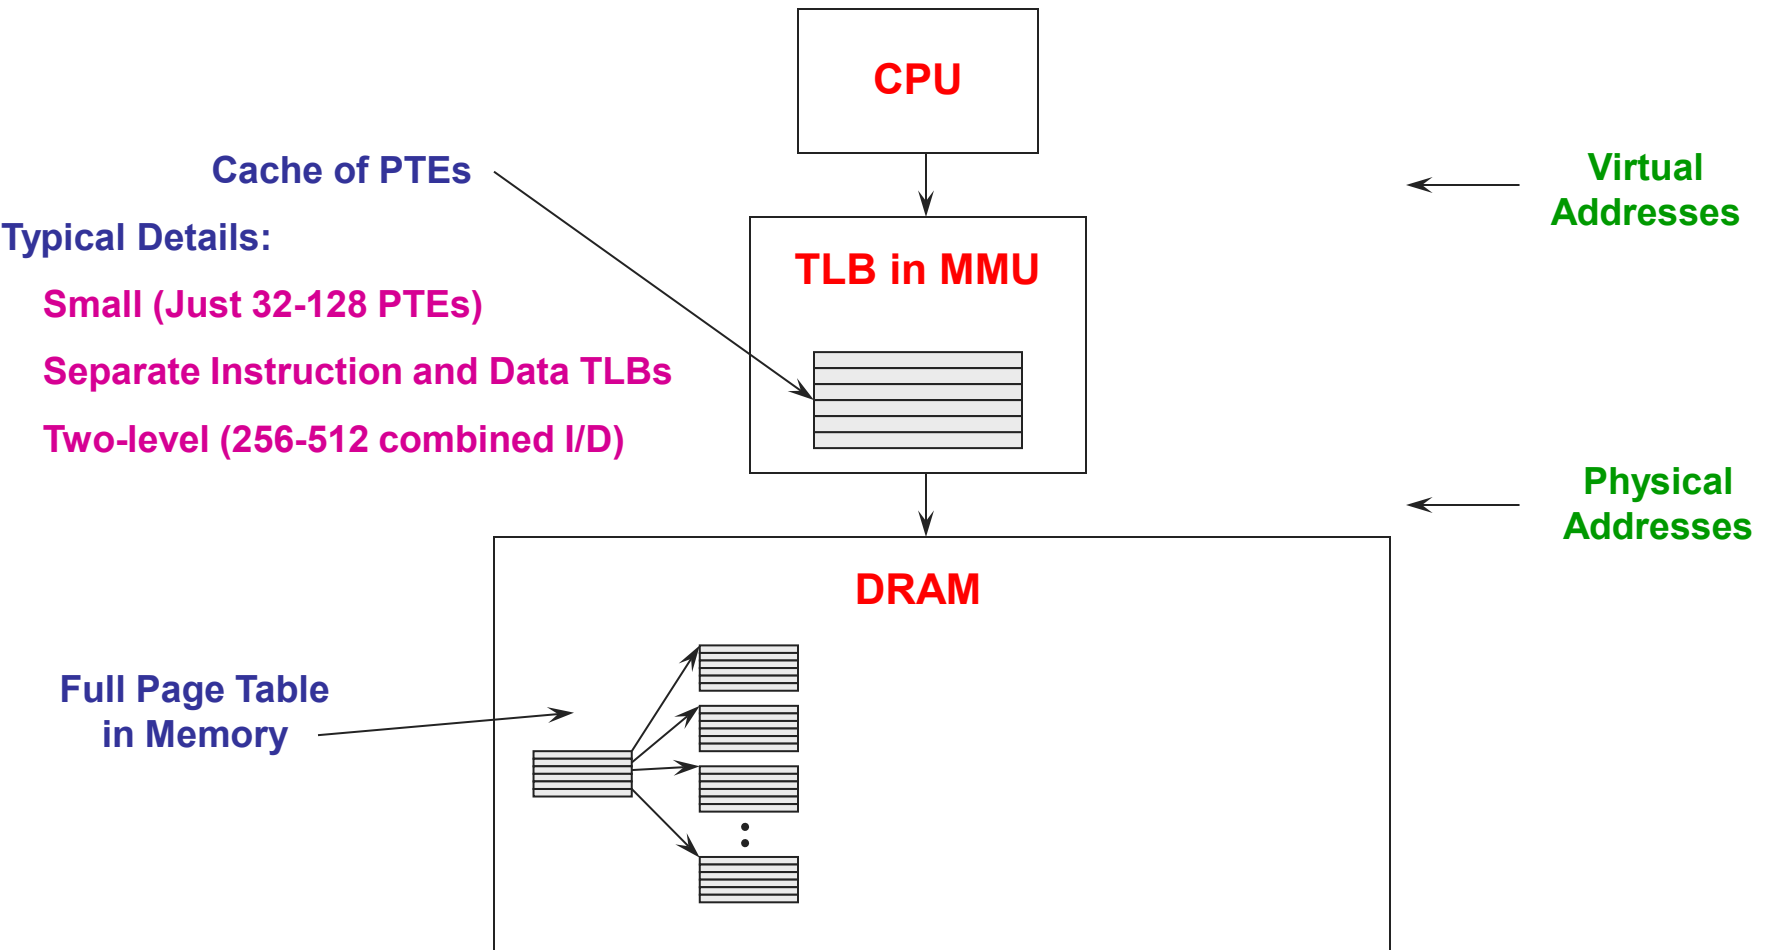 CPU
Cache of PTEs
Virtual
Addresses
Typical Details:
TLB in MMU
Small (Just 32-128 PTEs)
Separate Instruction and Data TLBs
Two-level (256-512 combined I/D)
Physical
Addresses
DRAM
Full Page Table
in Memory